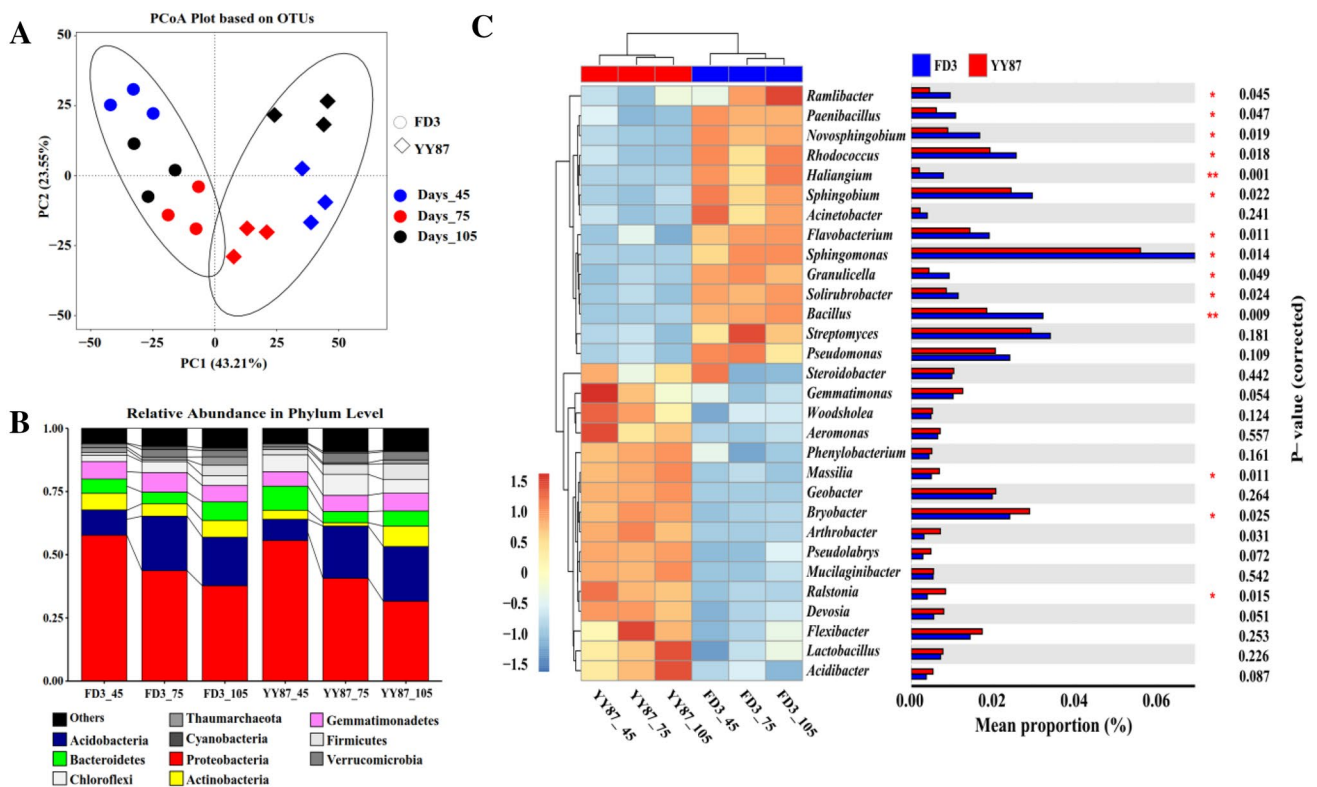 A
PCoA Plot based on OTUs
50
25
0
−25
−50
PC2 (23.55%)
−50
−25
0
25
50
PC1 (43.21%)
FD3
YY87
Days_45
Days_75
Days_105
B
Relative Abundance in Phylum Level
1.00
0.75
0.50
0.25
0.00
FD3_45
FD3_75
FD3_105
YY87_45
YY87_75
YY87_105
Others
Acidobacteria
Bacteroidetes
Chloroflexi
Thaumarchaeota
Cyanobacteria
Proteobacteria
Actinobacteria
Gemmatimonadetes
Firmicutes
Verrucomicrobia
C
FD3
YY87
Ramlibacter * 0.045
Paenibacillus * 0.047
Novosphingobium * 0.019
Rhodococcus * 0.018
Haliangium ** 0.001
Sphingobium * 0.022
Acinetobacter 0.241
Flavobacterium * 0.011
Sphingomonas * 0.014
Granulicella * 0.049
Solirubrobacter * 0.024
Bacillus ** 0.009
Streptomyces 0.181
Pseudomonas 0.109
Steroidobacter 0.442
Gemmatimonas 0.054
Woodsholea 0.124
Aeromonas 0.557
Phenylobacterium 0.161
Massilia * 0.011
Geobacter 0.264
Bryobacter * 0.025
Arthrobacter 0.031
Pseudolabrys 0.072
Mucilaginibacter 0.542
Ralstonia * 0.015
Devosia 0.051
Flexibacter 0.253
Lactobacillus 0.226
Acidibacter 0.087
P−value (corrected)
1.5
1.0
0.5
0
−0.5
−1.0
−1.5
YY87_45
YY87_75
YY87_105
FD3_45
FD3_75
FD3_105
0.00
0.02
0.04
0.06
Mean proportion (%)